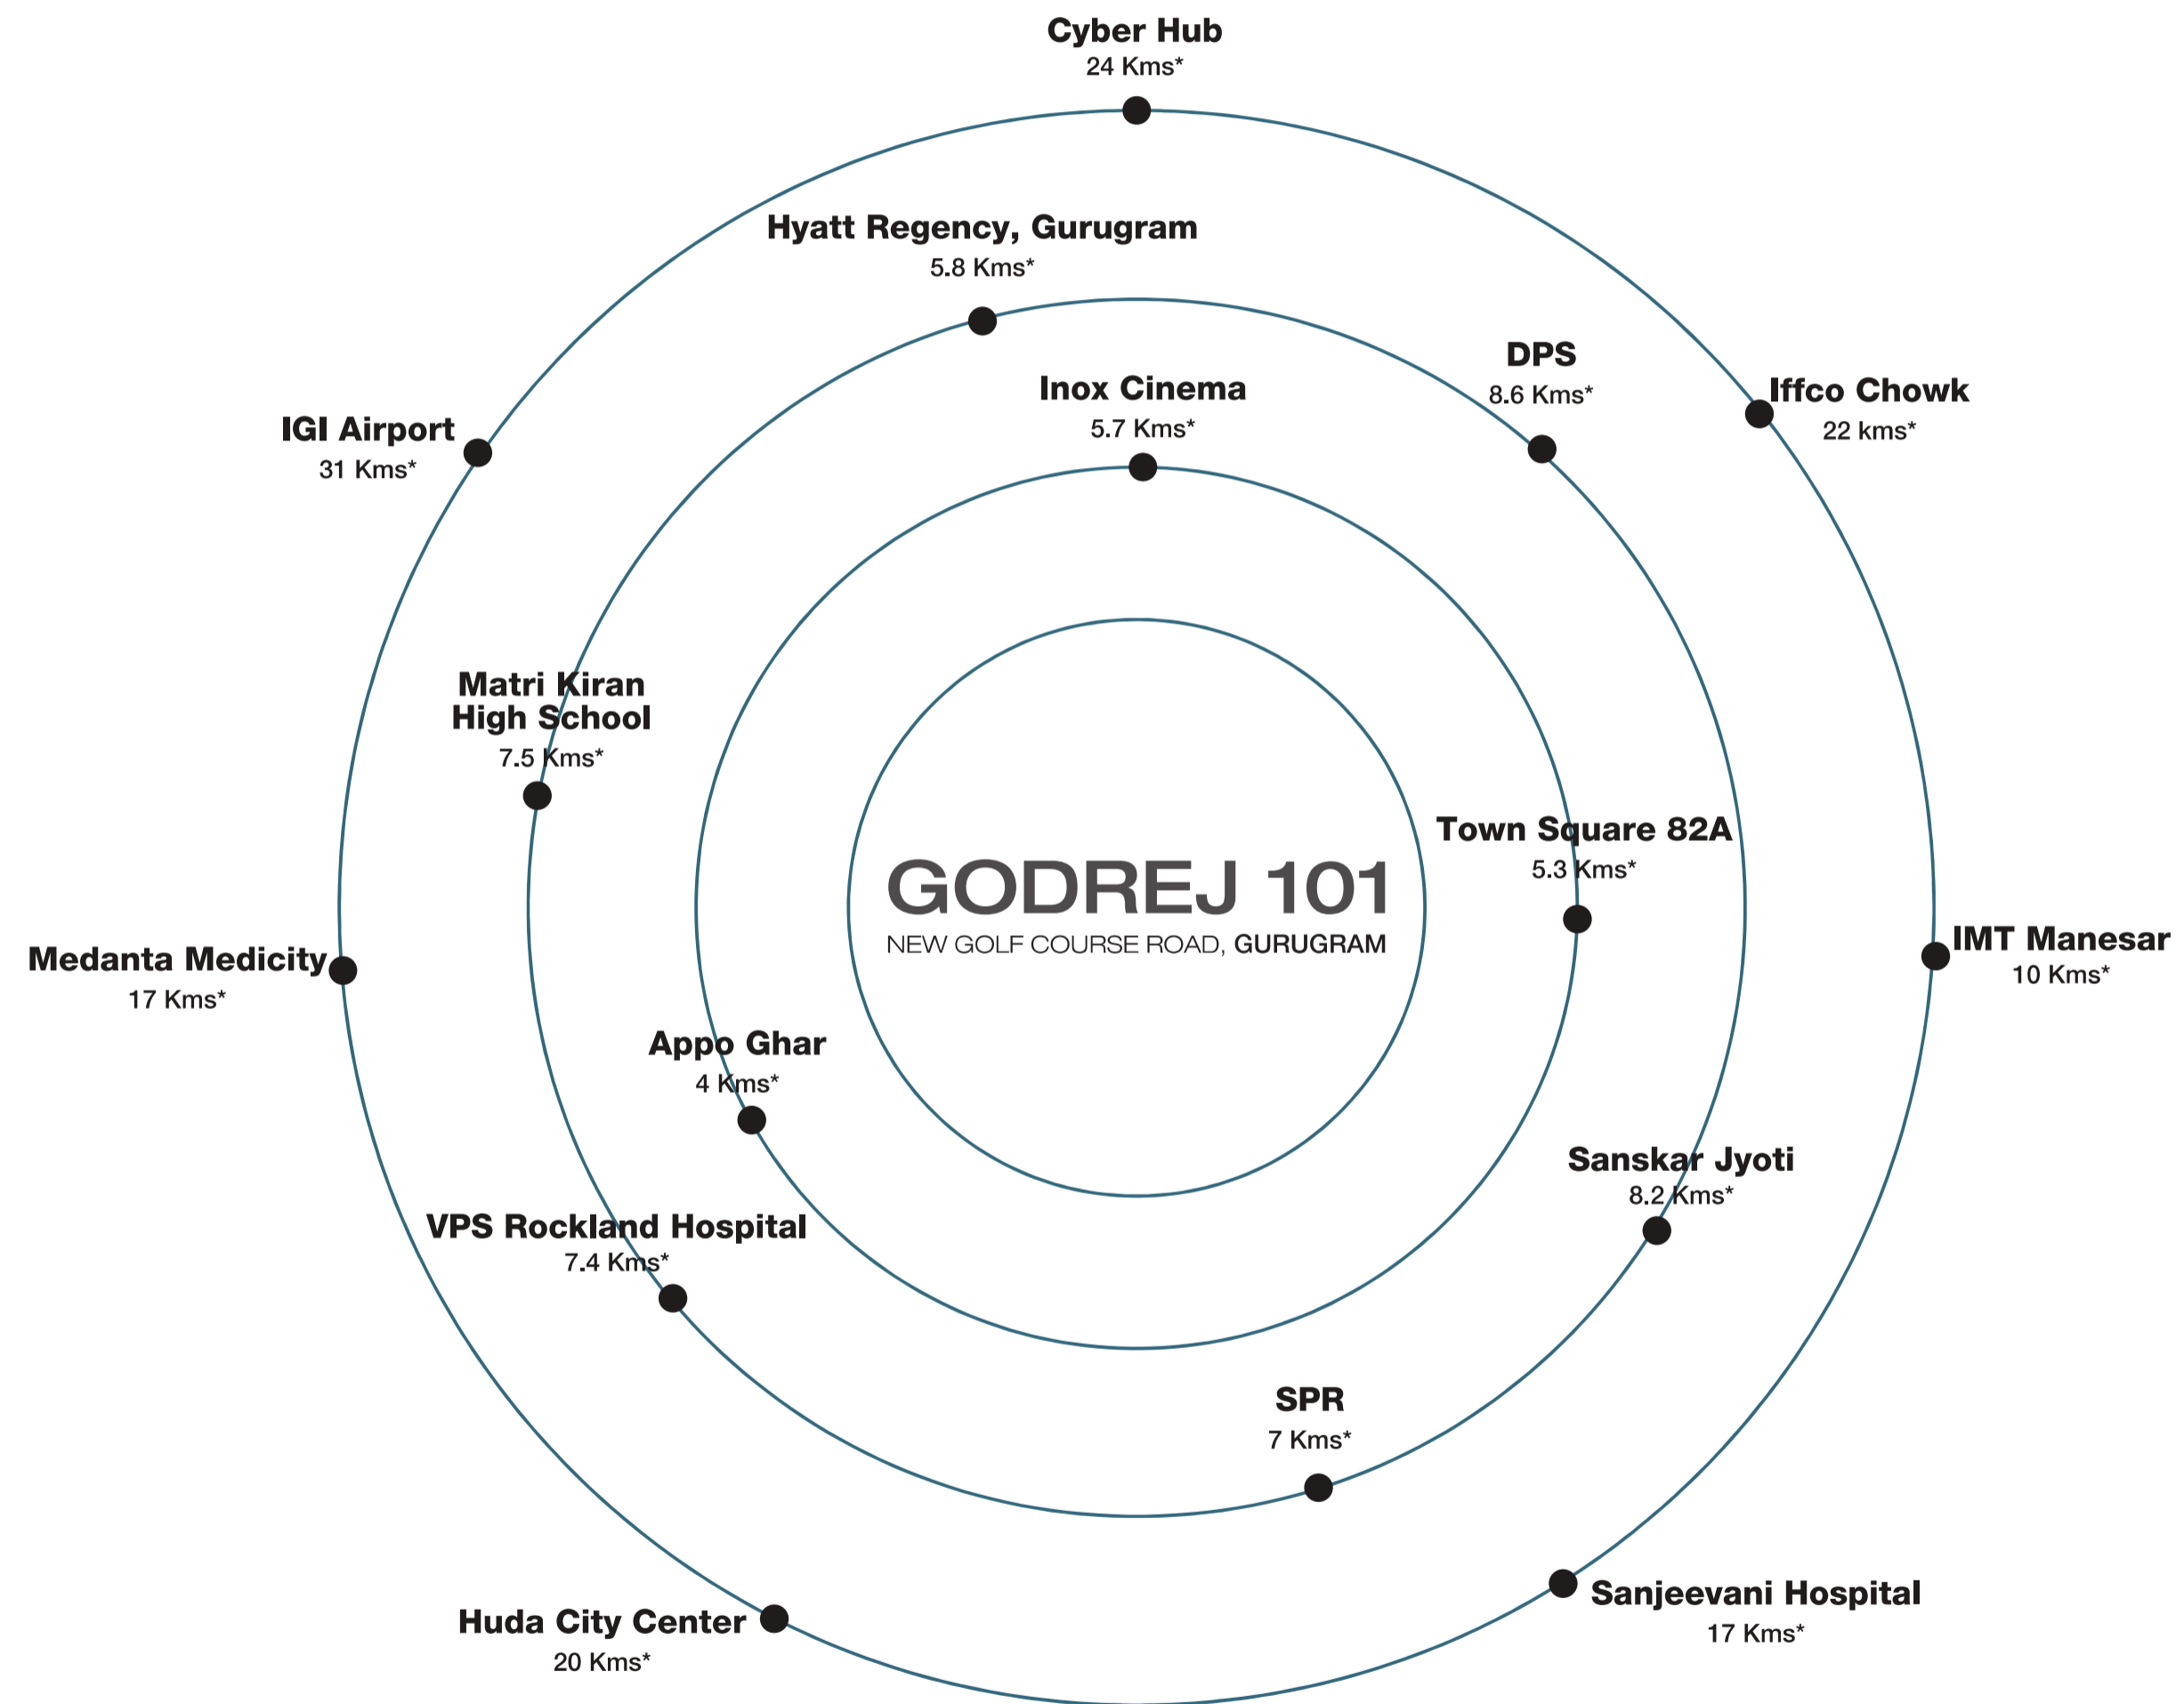 Cyber Hub
24 Kms*
Hyatt Regency, Gurugram
5.8 Kms*
DPS
8.6 Kms*
Inox Cinema
5.7 Kms*
Iffco Chowk
22 kms*
IGI Airport
31 Kms*
Matri Kiran
High School
7.5 Kms*
Town Square 82A
5.3 Kms*
GODREJ 101
NEW GOLF COURSE ROAD, GURUGRAM
Medanta Medicity
17 Kms*
IMT Manesar
10 Kms*
Appo Ghar
4 Kms*
Sanskar Jyoti
8.2 Kms*
VPS Rockland Hospital
7.4 Kms*
SPR
7 Kms*
Sanjeevani Hospital
17 Kms*
Huda City Center
20 Kms*